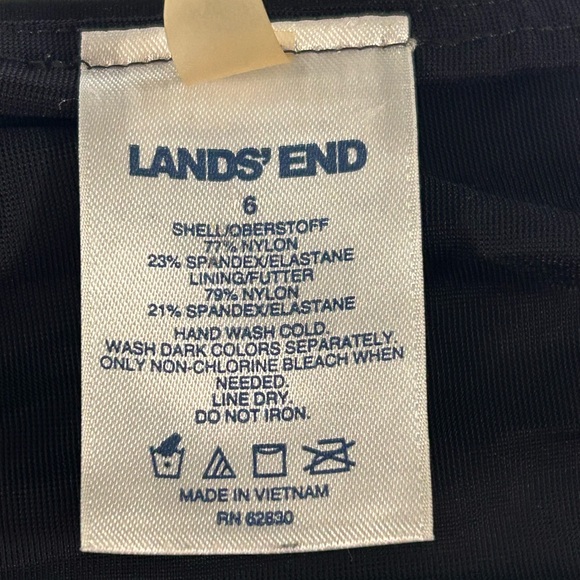 LANDS' END
6
SHELL/OBERSTOFF
77% NYLON
23% SPANDEX/ELASTANE
LINING/FUTTER
79% NYLON
21% SPANDEX/ELASTANE
HAND WASH COLD.
WASH DARK COLORS SEPARATELY.
ONLY NON-CHLORINE BLEACH WHEN
NEEDED.
LINE DRY.
DO NOT IRON.
MADE IN VIETNAM
RN 62830